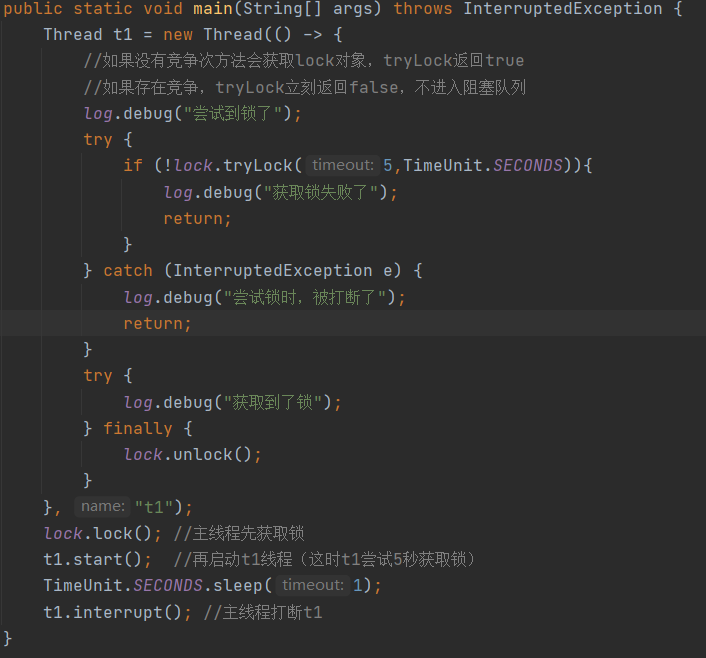 public static void main(String[] args) throws InterruptedException {
Thread t1 = new Thread(() -> {
//如果没有竞争次方法会获取lock对象，tryLock返回true
//如果存在竞争，tryLock立刻返回false，不进入阻塞队列
log.debug("尝试到锁了");
try {
if (!lock.tryLock( timeout: 5,TimeUnit.SECONDS)){
log.debug("获取锁失败了");
return;
}
} catch (InterruptedException e) {
log.debug("尝试锁时，被打断了");
return;
}
try {
log.debug("获取到了锁");
} finally {
lock.unlock();
}
}, name: "t1");
lock.lock(); //主线程先获取锁
t1.start();  //再启动t1线程（这时t1尝试5秒获取锁）
TimeUnit.SECONDS.sleep( timeout: 1);
t1.interrupt(); //主线程打断t1
}